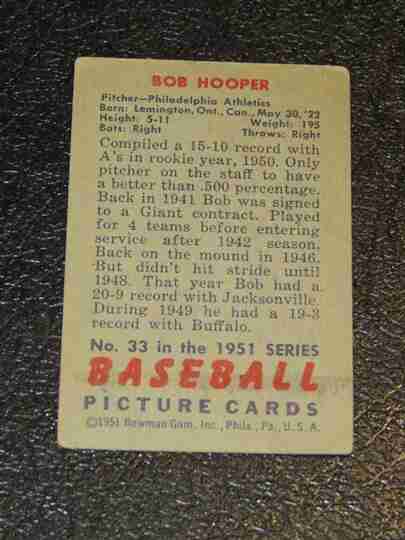 BOB HOOPER
Pitcher—Philadelphia Athletics
Born: Lemington, Ont., Can., May 30, '22
Height: 5-11 Weight: 195
Bats: Right Throws: Right
Compiled a 15-10 record with
A's in rookie year, 1950. Only
pitcher on the staff to have
a better than .500 percentage.
Back in 1941 Bob was signed
to a Giant contract. Played
for 4 teams before entering
service after 1942 season.
Back on the mound in 1946.
But didn't hit stride until
1948. That year Bob had a
20-9 record with Jacksonville.
During 1949 he had a 19-3
record with Buffalo.
No. 33 in the 1951 SERIES
BASEBALL
PICTURE CARDS
©1951 Bowman Gum, Inc., Phila., Pa., U.S.A.